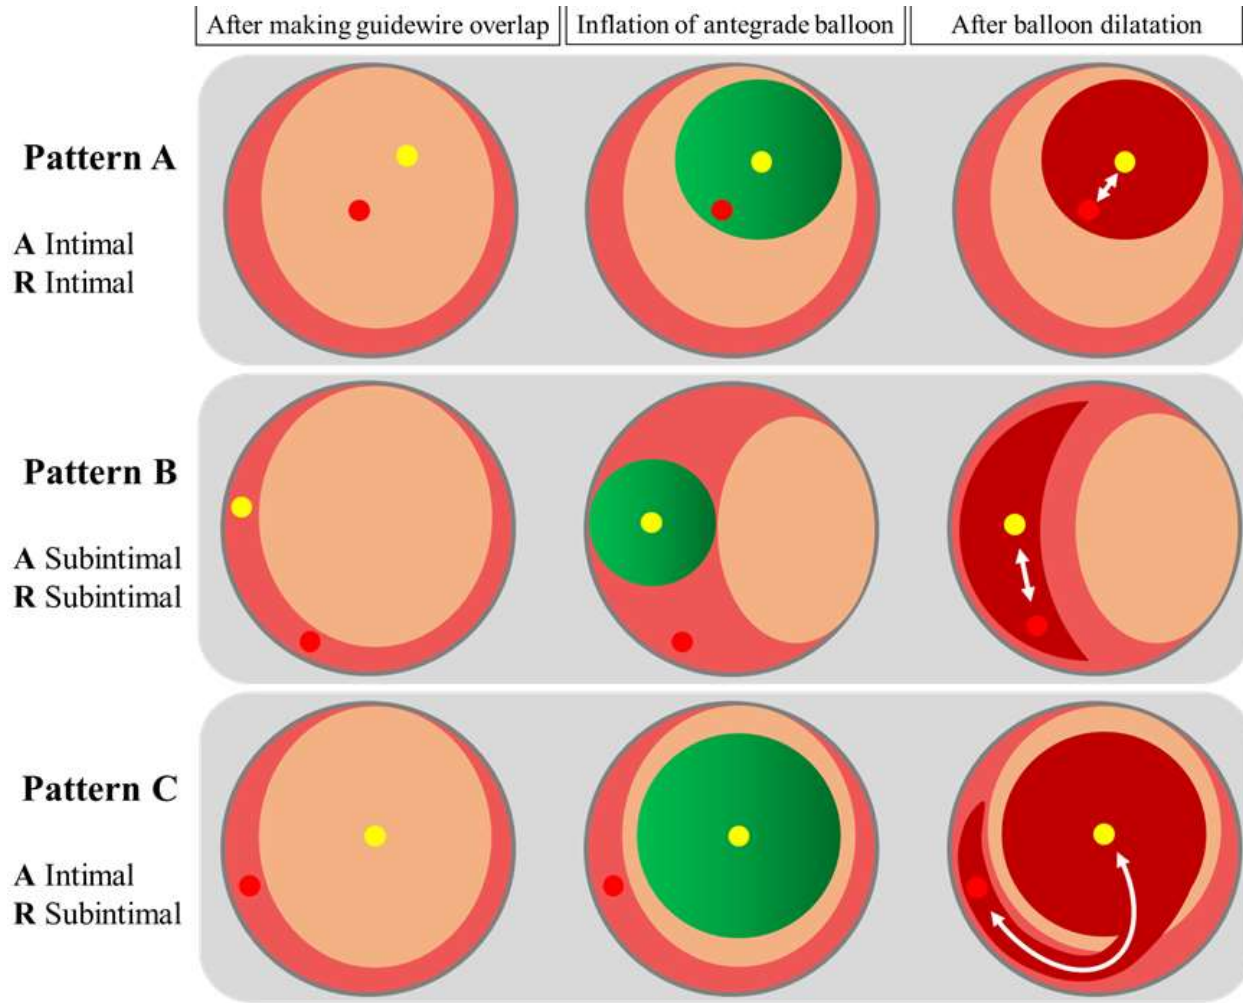 After making guidewire overlap
Inflation of antegrade balloon
After balloon dilatation
Pattern A
A Intimal
R Intimal
Pattern B
A Subintimal
R Subintimal
Pattern C
A Intimal
R Subintimal